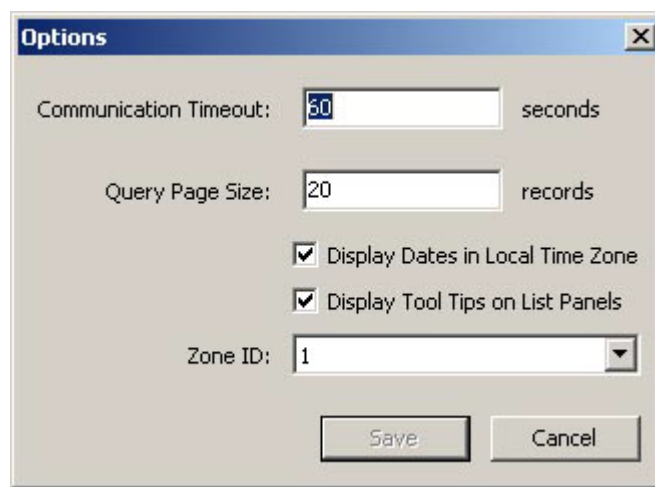 Options
Communication Timeout: 60 seconds
Query Page Size: 20 records
Display Dates in Local Time Zone
Display Tool Tips on List Panels
Zone ID: 1
Save Cancel